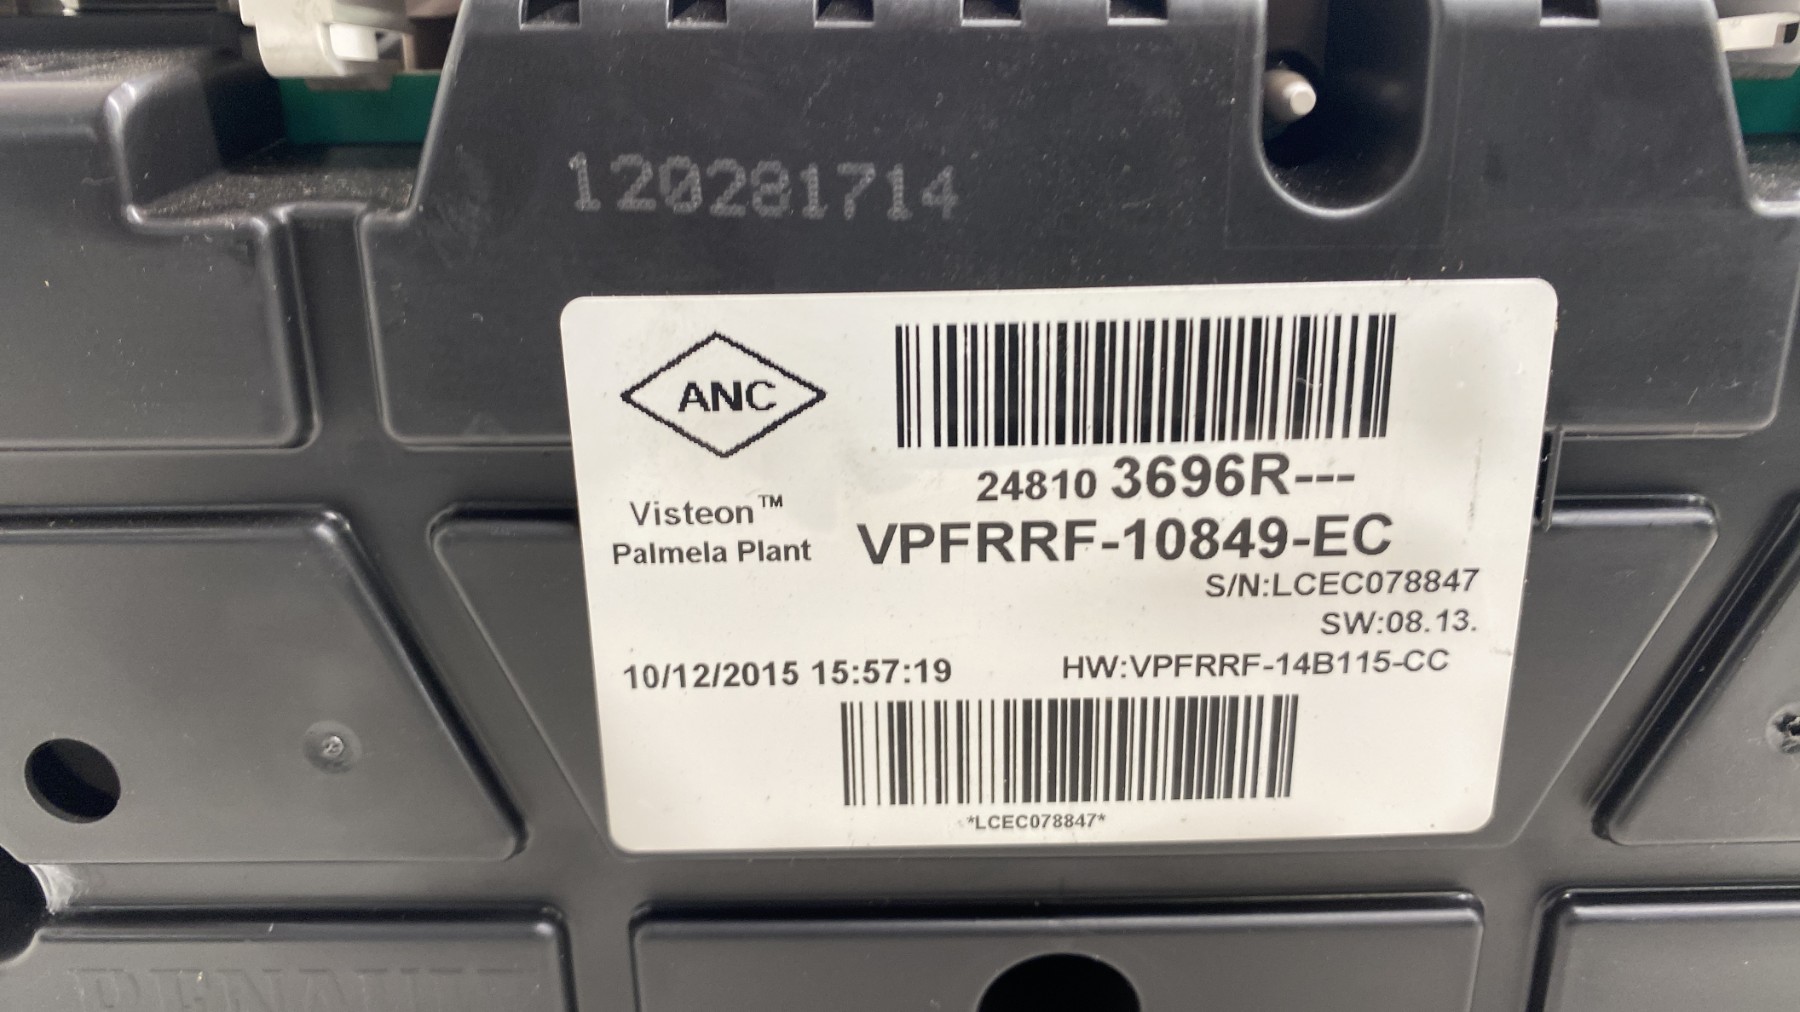 120281714
ANC
24810 3696R---
Visteon™
Palmela Plant
VPFRRF-10849-EC
S/N:LCEC078847
SW:08.13.
10/12/2015 15:57:19
HW:VPFRRF-14B115-CC
*LCEC078847*
RENAULT